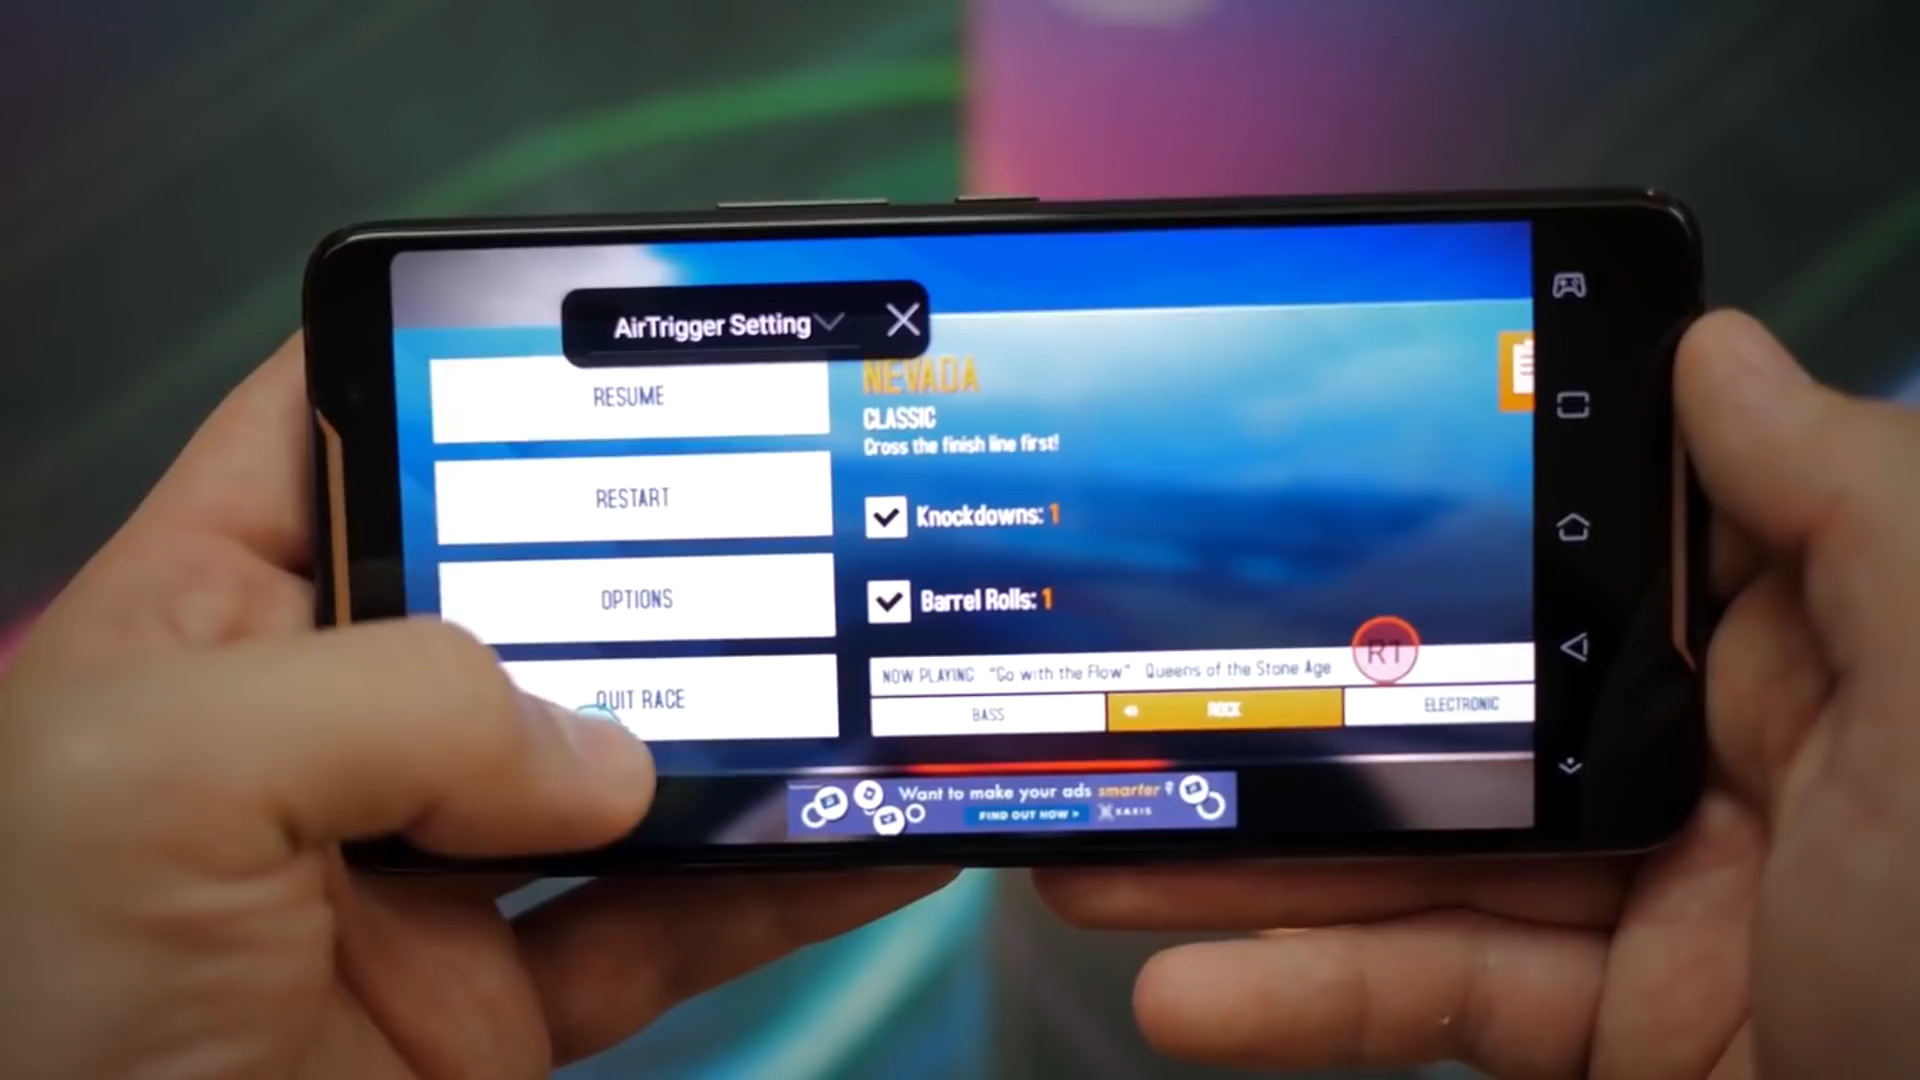 AirTrigger Setting
RESUME
RESTART
OPTIONS
QUIT RACE
NEVADA
CLASSIC
Cross the finish line first!
Knockdowns: 1
Barrel Rolls: 1
R1
NOW PLAYING "Go with the Flow" Queens of the Stone Age
BASS
ROCK
ELECTRONIC
Want to make your ads smarter?
FIND OUT NOW >
XAXIS